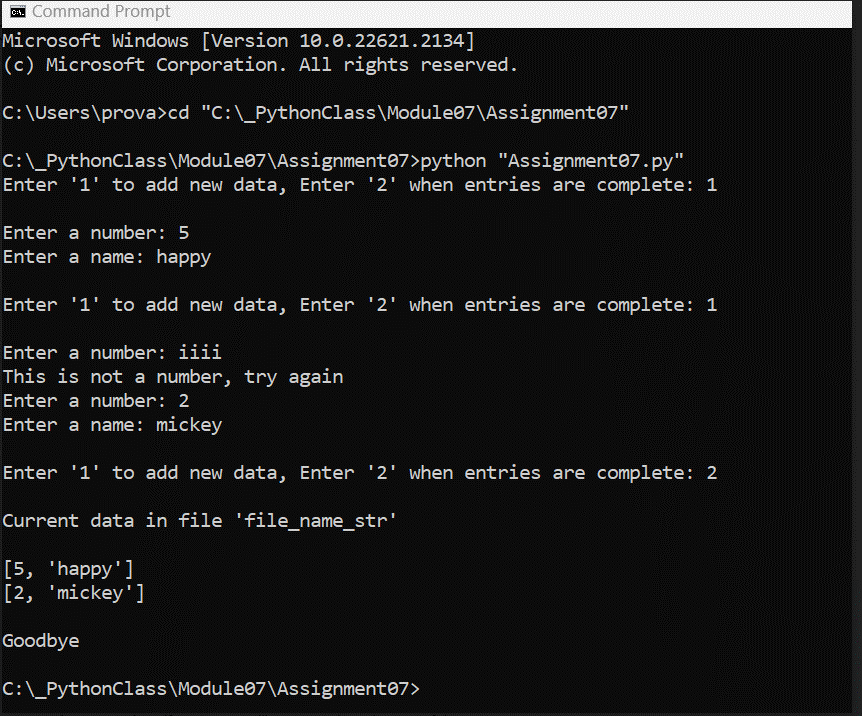 Command Prompt
Microsoft Windows [Version 10.0.22621.2134]
(c) Microsoft Corporation. All rights reserved.
C:\Users\prova>cd "C:\_PythonClass\Module07\Assignment07"
C:\_PythonClass\Module07\Assignment07>python "Assignment07.py"
Enter '1' to add new data, Enter '2' when entries are complete: 1
Enter a number: 5
Enter a name: happy
Enter '1' to add new data, Enter '2' when entries are complete: 1
Enter a number: iiii
This is not a number, try again
Enter a number: 2
Enter a name: mickey
Enter '1' to add new data, Enter '2' when entries are complete: 2
Current data in file 'file_name_str'
[5, 'happy']
[2, 'mickey']
Goodbye
C:\_PythonClass\Module07\Assignment07>